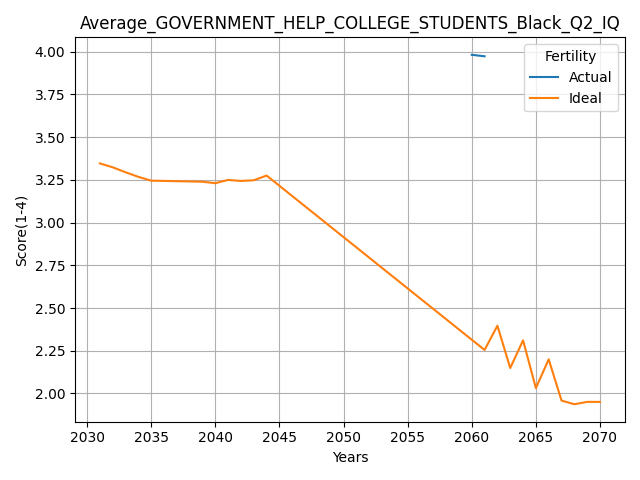 Average_GOVERNMENT_HELP_COLLEGE_STUDENTS_Black_Q2_IQ
4.00
3.75
3.50
3.25
3.00
2.75
2.50
2.25
2.00
Score(1-4)
Fertility
Actual
Ideal
2030 2035 2040 2045 2050 2055 2060 2065 2070
Years